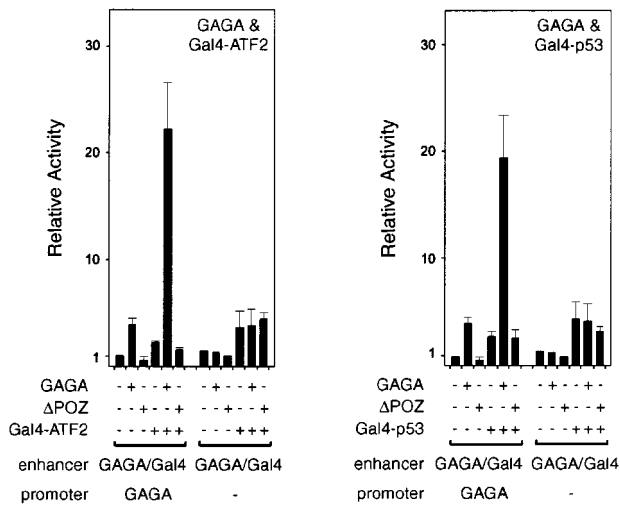 GAGA &
Gal4-ATF2
30
20
10
1
Relative Activity
GAGA - + - - + - - + - - + -
ΔPOZ - - + - - + - - + - - +
Gal4-ATF2 - - - + + + - - - + + +
enhancer GAGA/Gal4 GAGA/Gal4
promoter GAGA -
GAGA &
Gal4-p53
30
20
10
1
Relative Activity
GAGA - + - - + - - + - - + -
ΔPOZ - - + - - + - - + - - +
Gal4-p53 - - - + + + - - - + + +
enhancer GAGA/Gal4 GAGA/Gal4
promoter GAGA -